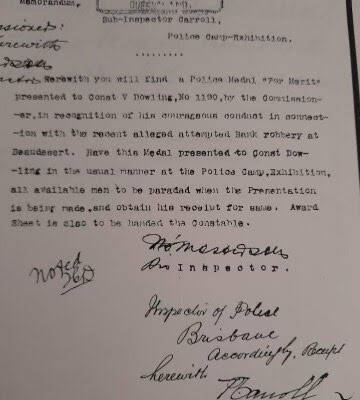 Memorandum,
QUEENSLAND.
Sub-Inspector Carroll,
Police Camp-Exhibition.
.........
herewith
Herewith you will find a Police Medal "For Merit"
presented to Const V Dowling,No 1190,by the Commission-
-er,in recognition of his courageous conduct in connect-
-ion with the recent alleged attempted Bank robbery at
Beaudesert. Have this Medal presented to Const Dow-
-ling in the usual manner at the Police Camp,Exhibition,
all available men to be paraded when the Presentation
is being made,and obtain his receipt for same. Award
Sheet is also to be handed the Constable.
Inspector.
Noted
Inspector of Police
Brisbane
Accordingly, Receipt
herewith